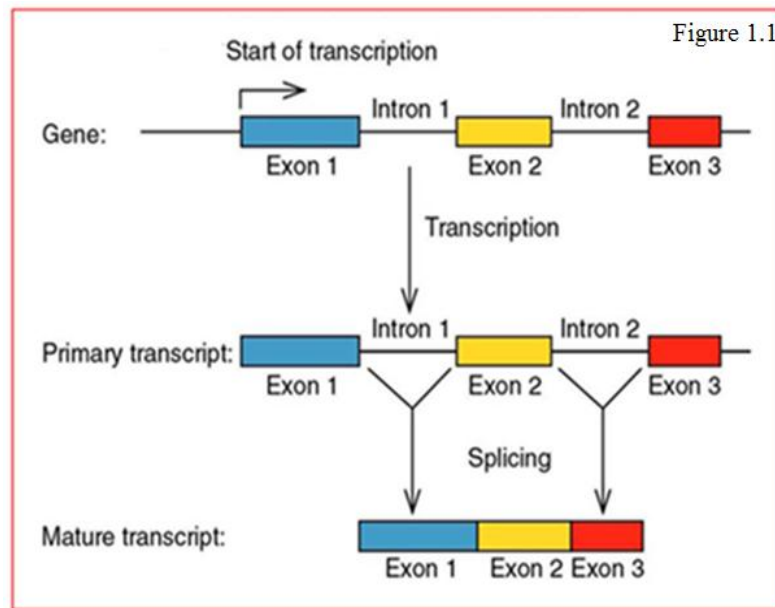 Figure 1.1
Start of transcription
Intron 1 Intron 2
Gene:
Exon 1 Exon 2 Exon 3
Transcription
Intron 1 Intron 2
Primary transcript:
Exon 1 Exon 2 Exon 3
Splicing
Mature transcript:
Exon 1 Exon 2 Exon 3